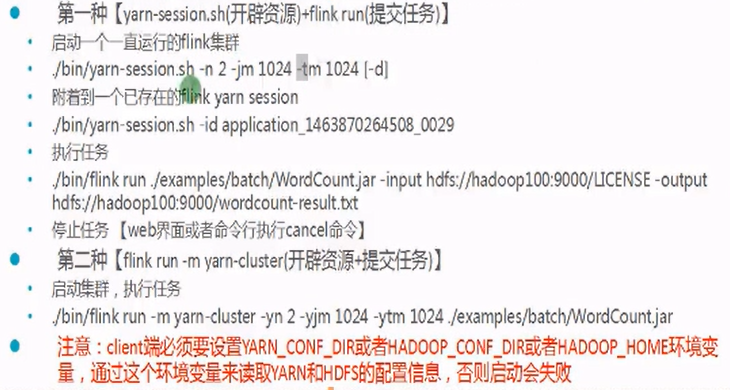 第一种【yarn-session.sh(开辟资源)+flink run(提交任务)】
启动一个一直运行的flink集群
./bin/yarn-session.sh -n 2 -jm 1024 -tm 1024 [-d]
附着到一个已存在的flink yarn session
./bin/yarn-session.sh -id application_1463870264508_0029
执行任务
./bin/flink run ./examples/batch/WordCount.jar -input hdfs://hadoop100:9000/LICENSE -output
hdfs://hadoop100:9000/wordcount-result.txt
停止任务 【web界面或者命令行执行cancel命令】
第二种【flink run -m yarn-cluster(开辟资源+提交任务)】
启动集群，执行任务
./bin/flink run -m yarn-cluster -yn 2 -yjm 1024 -ytm 1024 ./examples/batch/WordCount.jar
注意：client端必须要设置YARN_CONF_DIR或者HADOOP_CONF_DIR或者HADOOP_HOME环境变
量，通过这个环境变量来读取YARN和HDFS的配置信息，否则启动会失败